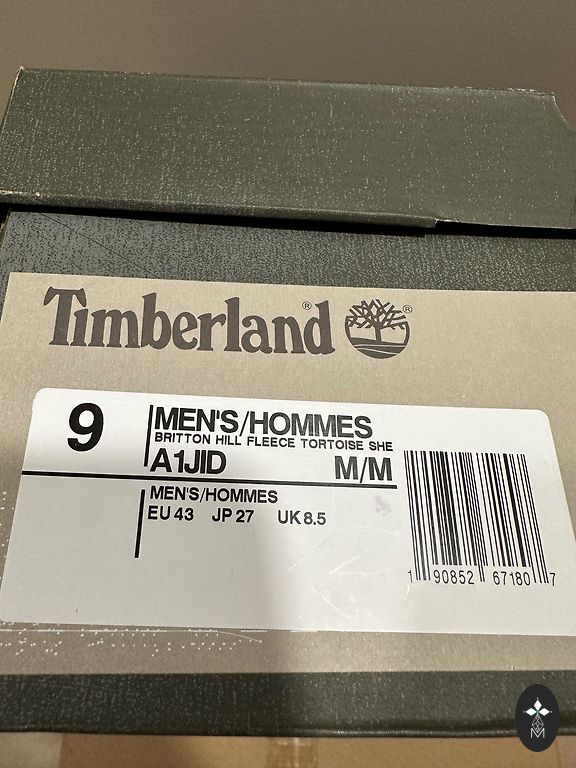 Timberland® ®
9
MEN'S/HOMMES
BRITTON HILL FLEECE TORTOISE SHE
A1JID M/M
MEN'S/HOMMES
EU 43 JP 27 UK 8.5
1 90852 67180 7
M